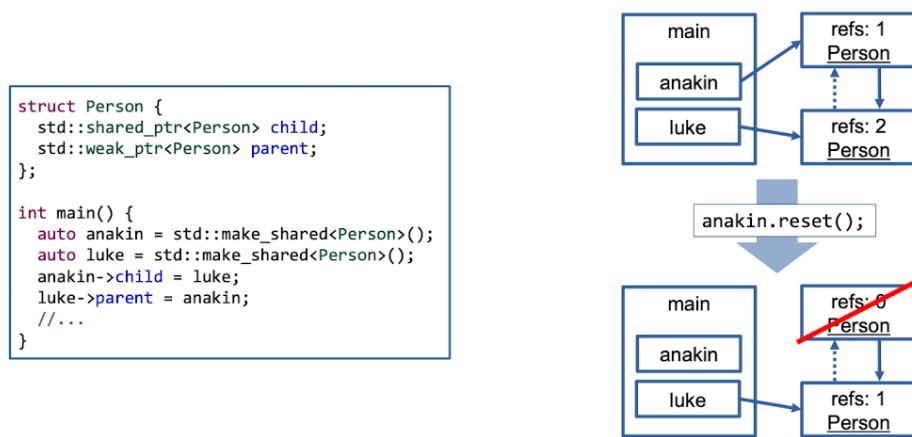 struct Person {
  std::shared_ptr<Person> child;
  std::weak_ptr<Person> parent;
};

int main() {
  auto anakin = std::make_shared<Person>();
  auto luke = std::make_shared<Person>();
  anakin->child = luke;
  luke->parent = anakin;
  //...
}
main
anakin
luke
refs: 1
Person
refs: 2
Person
anakin.reset();
main
anakin
luke
refs: 0
Person
refs: 1
Person